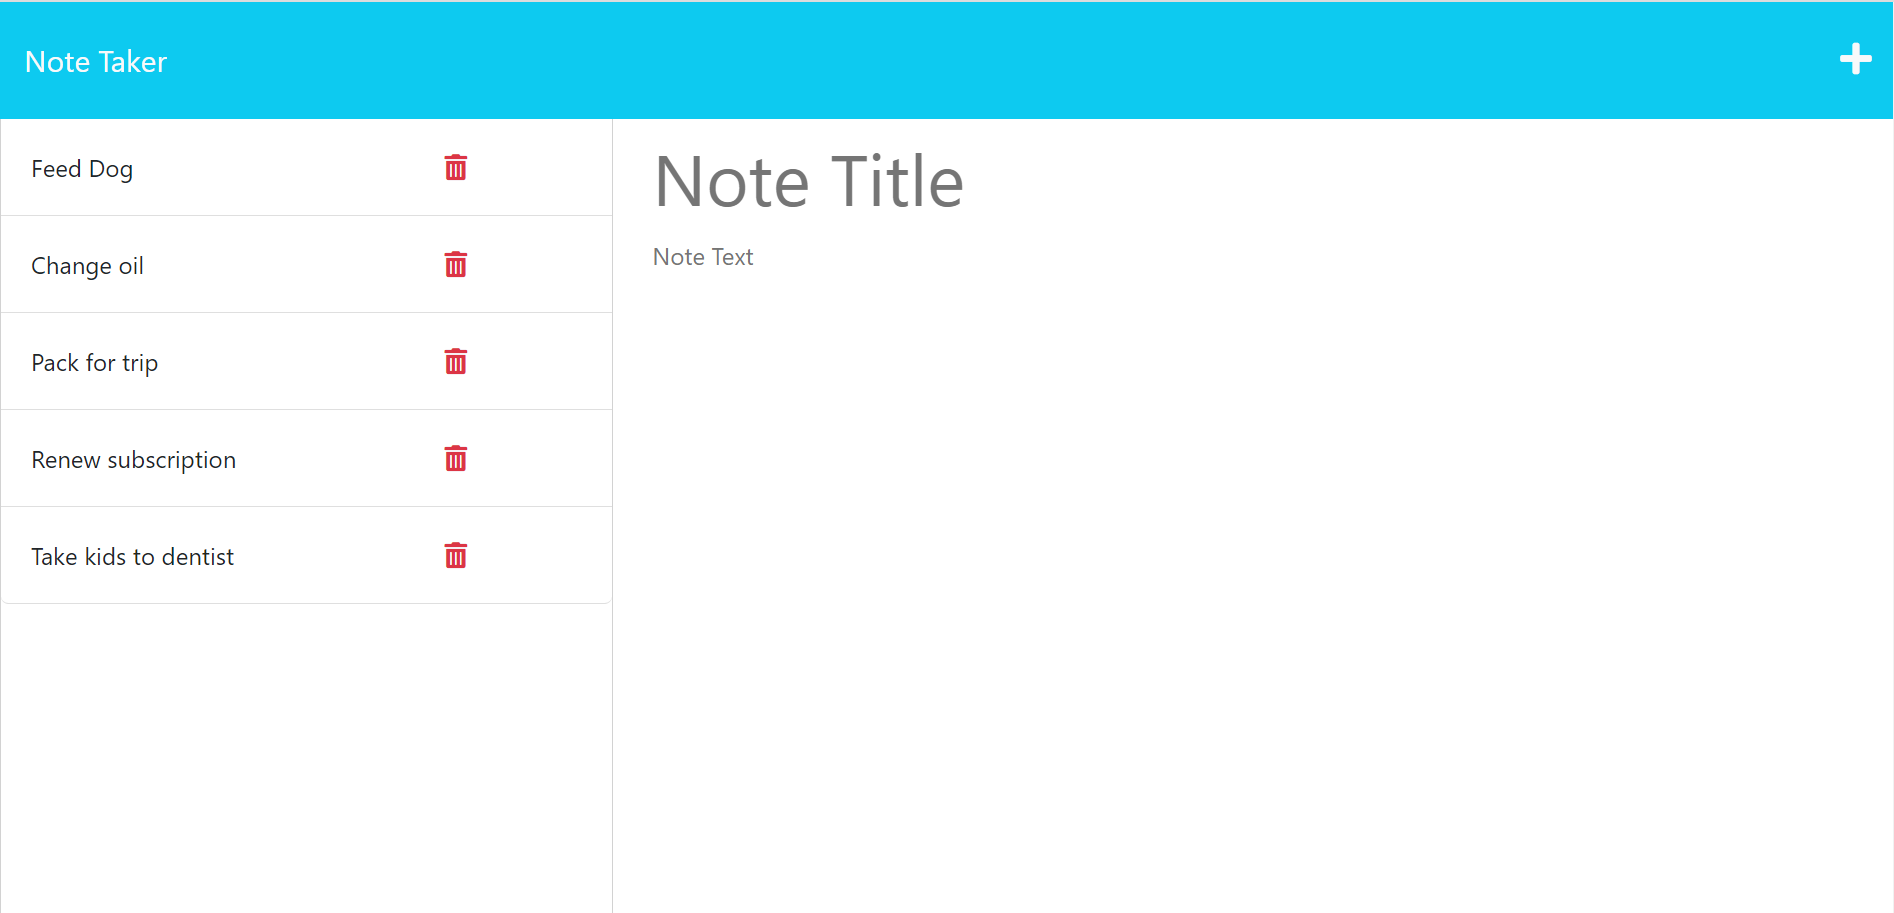 Note Taker
Feed Dog
Change oil
Pack for trip
Renew subscription
Take kids to dentist
Note Title
Note Text